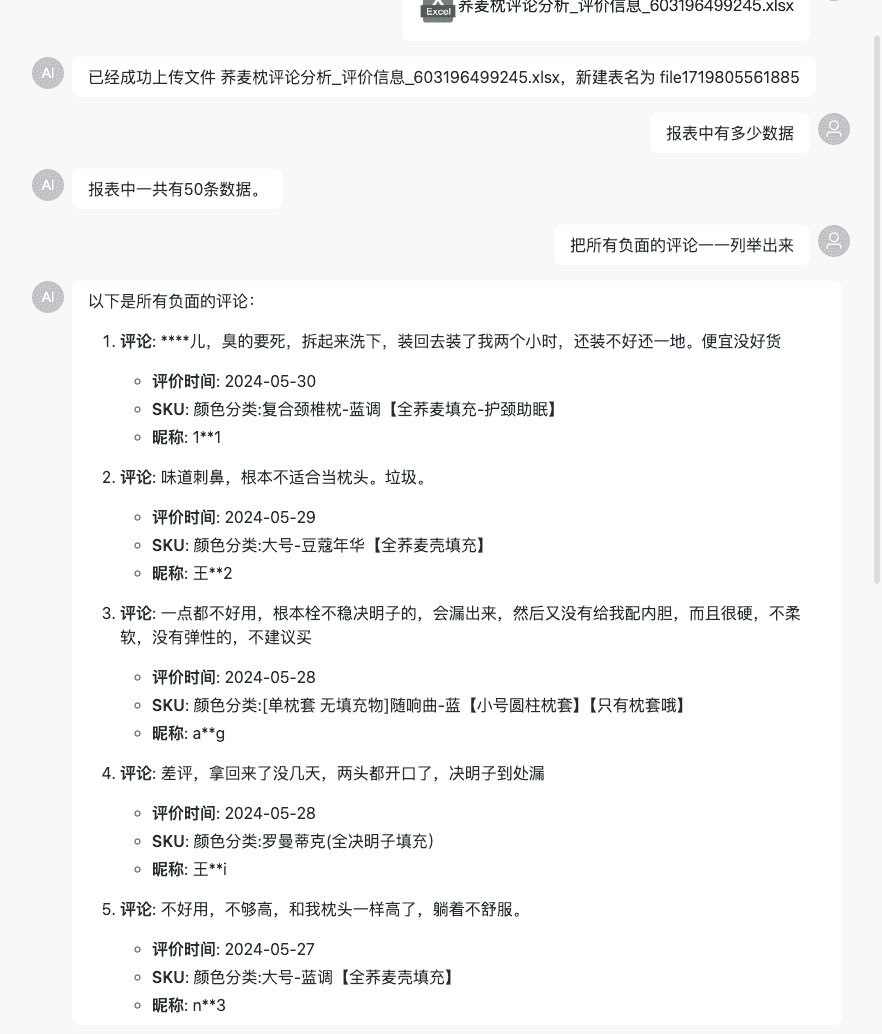 Excel 荞麦枕评论分析_评价信息_603196499245.xlsx
AI
已经成功上传文件 荞麦枕评论分析_评价信息_603196499245.xlsx，新建表名为 file1719805561885
报表中有多少数据
AI
报表中一共有50条数据。
把所有负面的评论一一列举出来
AI
以下是所有负面的评论：
1. 评论: ****儿，臭的要死，拆起来洗下，装回去装了我两个小时，还装不好还一地。便宜没好货
评价时间: 2024-05-30
SKU: 颜色分类:复合颈椎枕-蓝调【全荞麦填充-护颈助眠】
昵称: 1**1
2. 评论: 味道刺鼻，根本不适合当枕头。垃圾。
评价时间: 2024-05-29
SKU: 颜色分类:大号-豆蔻年华【全荞麦壳填充】
昵称: 王**2
3. 评论: 一点都不好用，根本栓不稳决明子的，会漏出来，然后又没有给我配内胆，而且很硬，不柔
软，没有弹性的，不建议买
评价时间: 2024-05-28
SKU: 颜色分类:[单枕套 无填充物]随响曲-蓝【小号圆柱枕套】【只有枕套哦】
昵称: a**g
4. 评论: 差评，拿回来了没几天，两头都开口了，决明子到处漏
评价时间: 2024-05-28
SKU: 颜色分类:罗曼蒂克(全决明子填充)
昵称: 王**i
5. 评论: 不好用，不够高，和我枕头一样高了，躺着不舒服。
评价时间: 2024-05-27
SKU: 颜色分类:大号-蓝调【全荞麦壳填充】
昵称: n**3